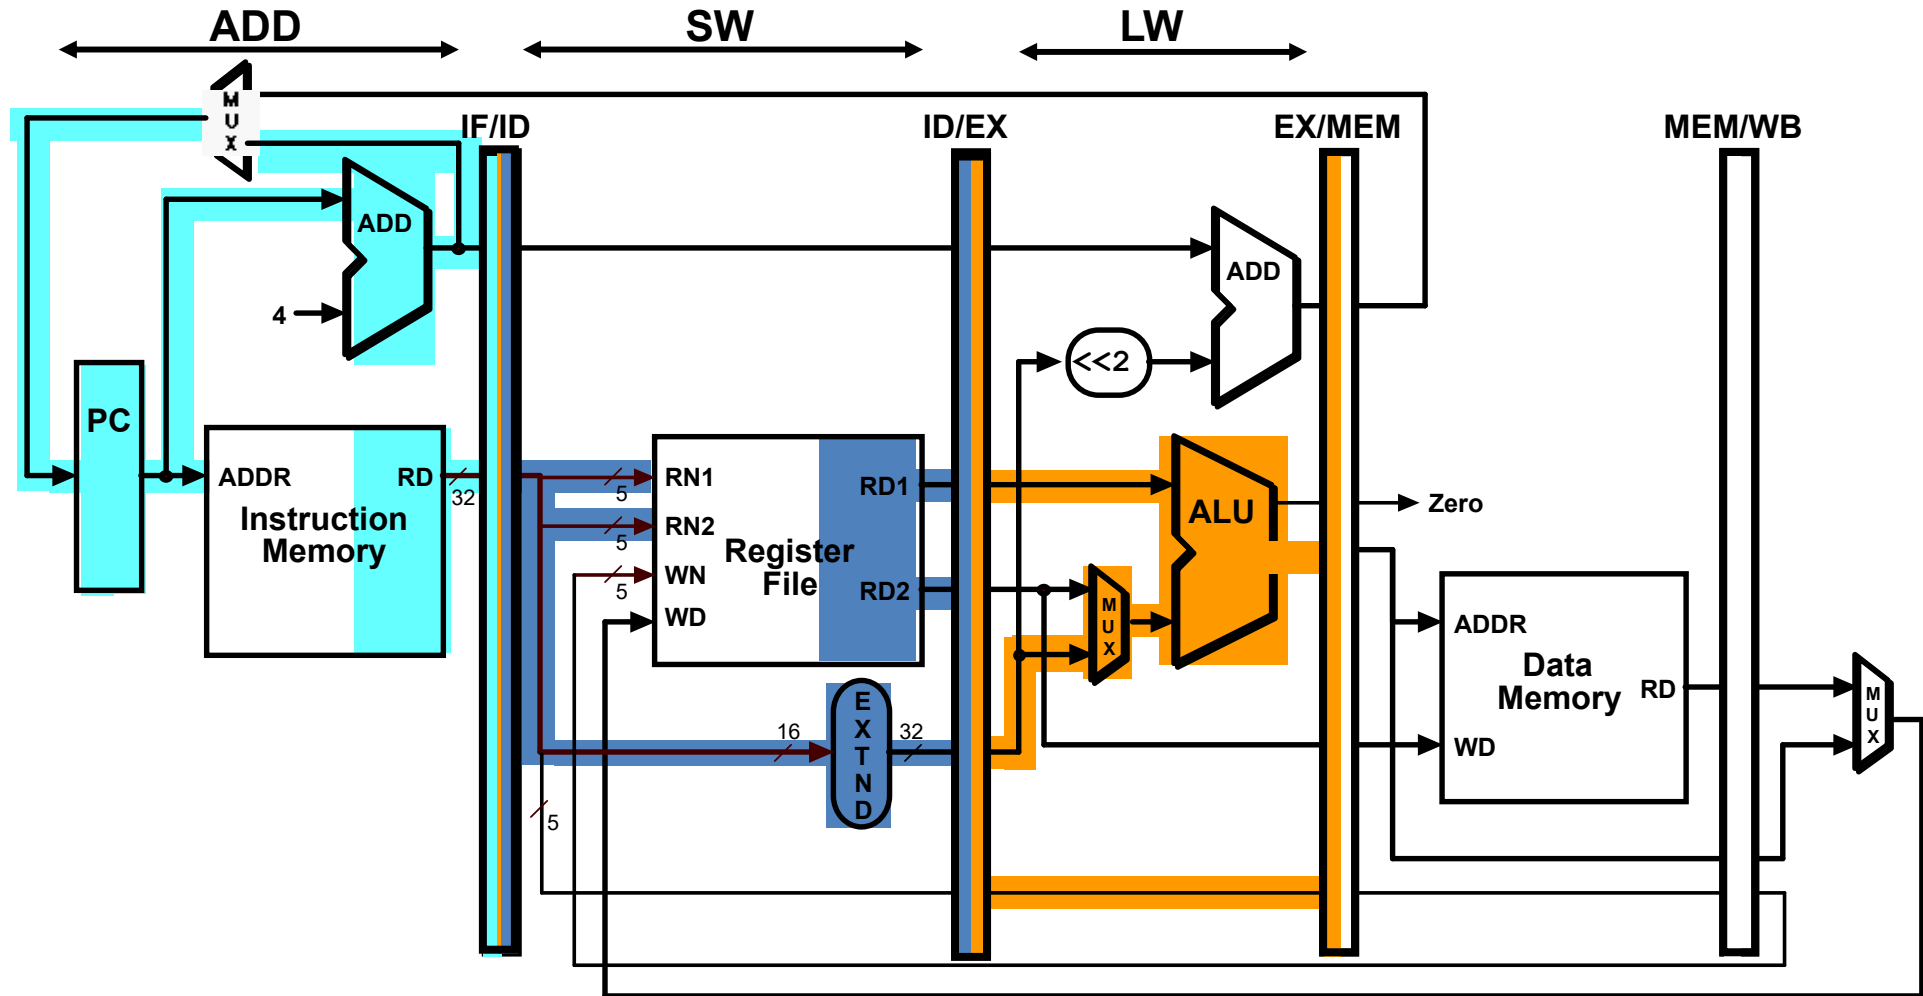 ADD
SW
LW
M
U
X
IF/ID
ID/EX
EX/MEM
MEM/WB
ADD
ADD
4
<<2
PC
ADDR
RD
32
Instruction
Memory
5
RN1
5
RN2
5
WN
WD
Register
File
RD1
RD2
M
U
X
ALU
Zero
ADDR
Data
Memory
RD
WD
M
U
X
16
E
X
T
N
D
32
5